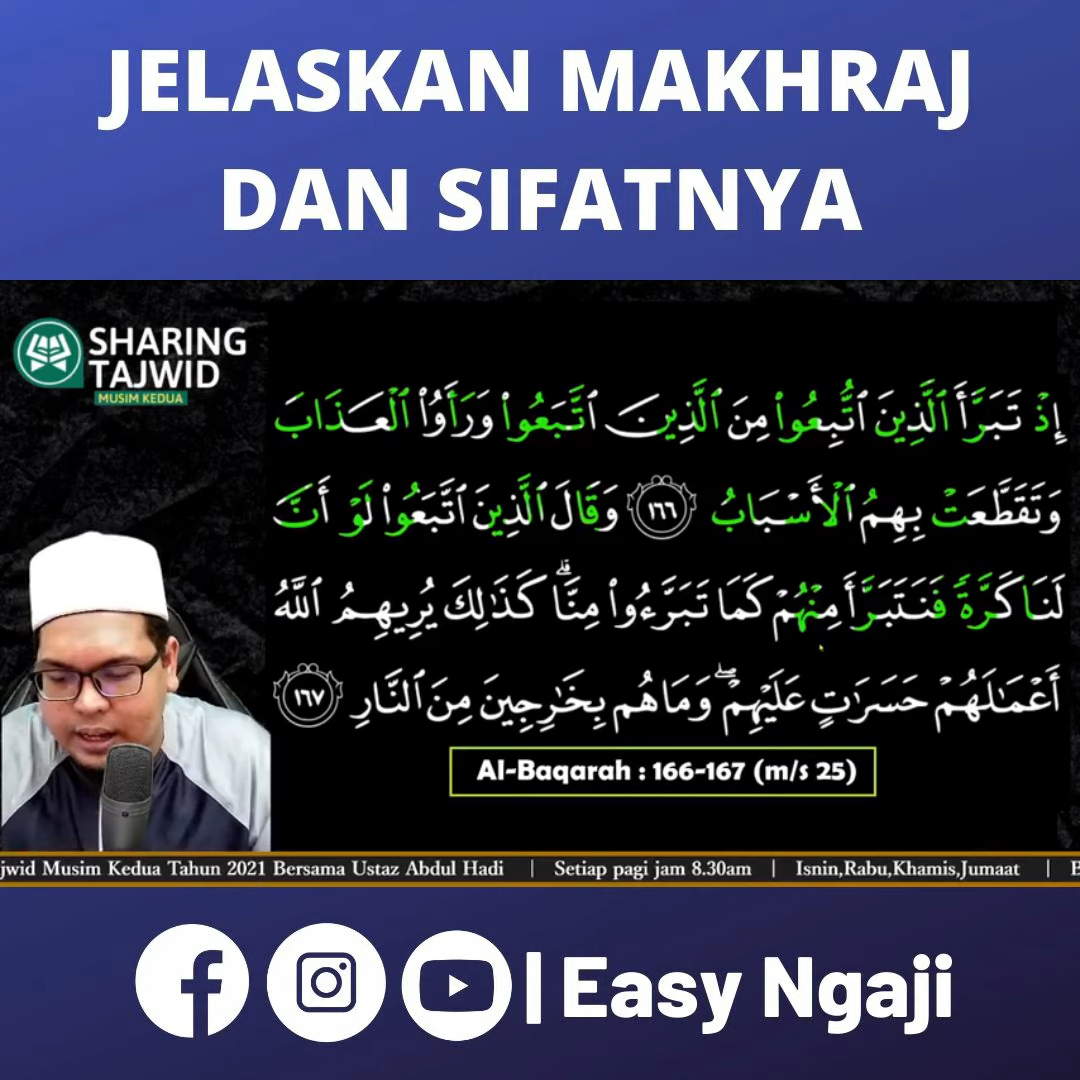 JELASKAN MAKHRAJ
DAN SIFATNYA
SHARING
TAJWID
MUSIM KEDUA
إِذْ تَبَرَّأَ ٱلَّذِينَ ٱتُّبِعُوا۟ مِنَ ٱلَّذِينَ ٱتَّبَعُوا۟ وَرَأَوُا۟ ٱلْعَذَابَ
وَتَقَطَّعَتْ بِهِمُ ٱلْأَسْبَابُ ١٦٦ وَقَالَ ٱلَّذِينَ ٱتَّبَعُوا۟ لَوْ أَنَّ
لَنَا كَرَّةً فَنَتَبَرَّأَ مِنْهُمْ كَمَا تَبَرَّءُوا۟ مِنَّا ۗ كَذَٰلِكَ يُرِيهِمُ ٱللَّهُ
أَعْمَٰلَهُمْ حَسَرَٰتٍ عَلَيْهِمْ ۖ وَمَا هُم بِخَٰرِجِينَ مِنَ ٱلنَّارِ ١٦٧
Al-Baqarah : 166-167 (m/s 25)
jwid Musim Kedua Tahun 2021 Bersama Ustaz Abdul Hadi | Setiap pagi jam 8.30am | Isnin,Rabu,Khamis,Jumaat | B
| Easy Ngaji